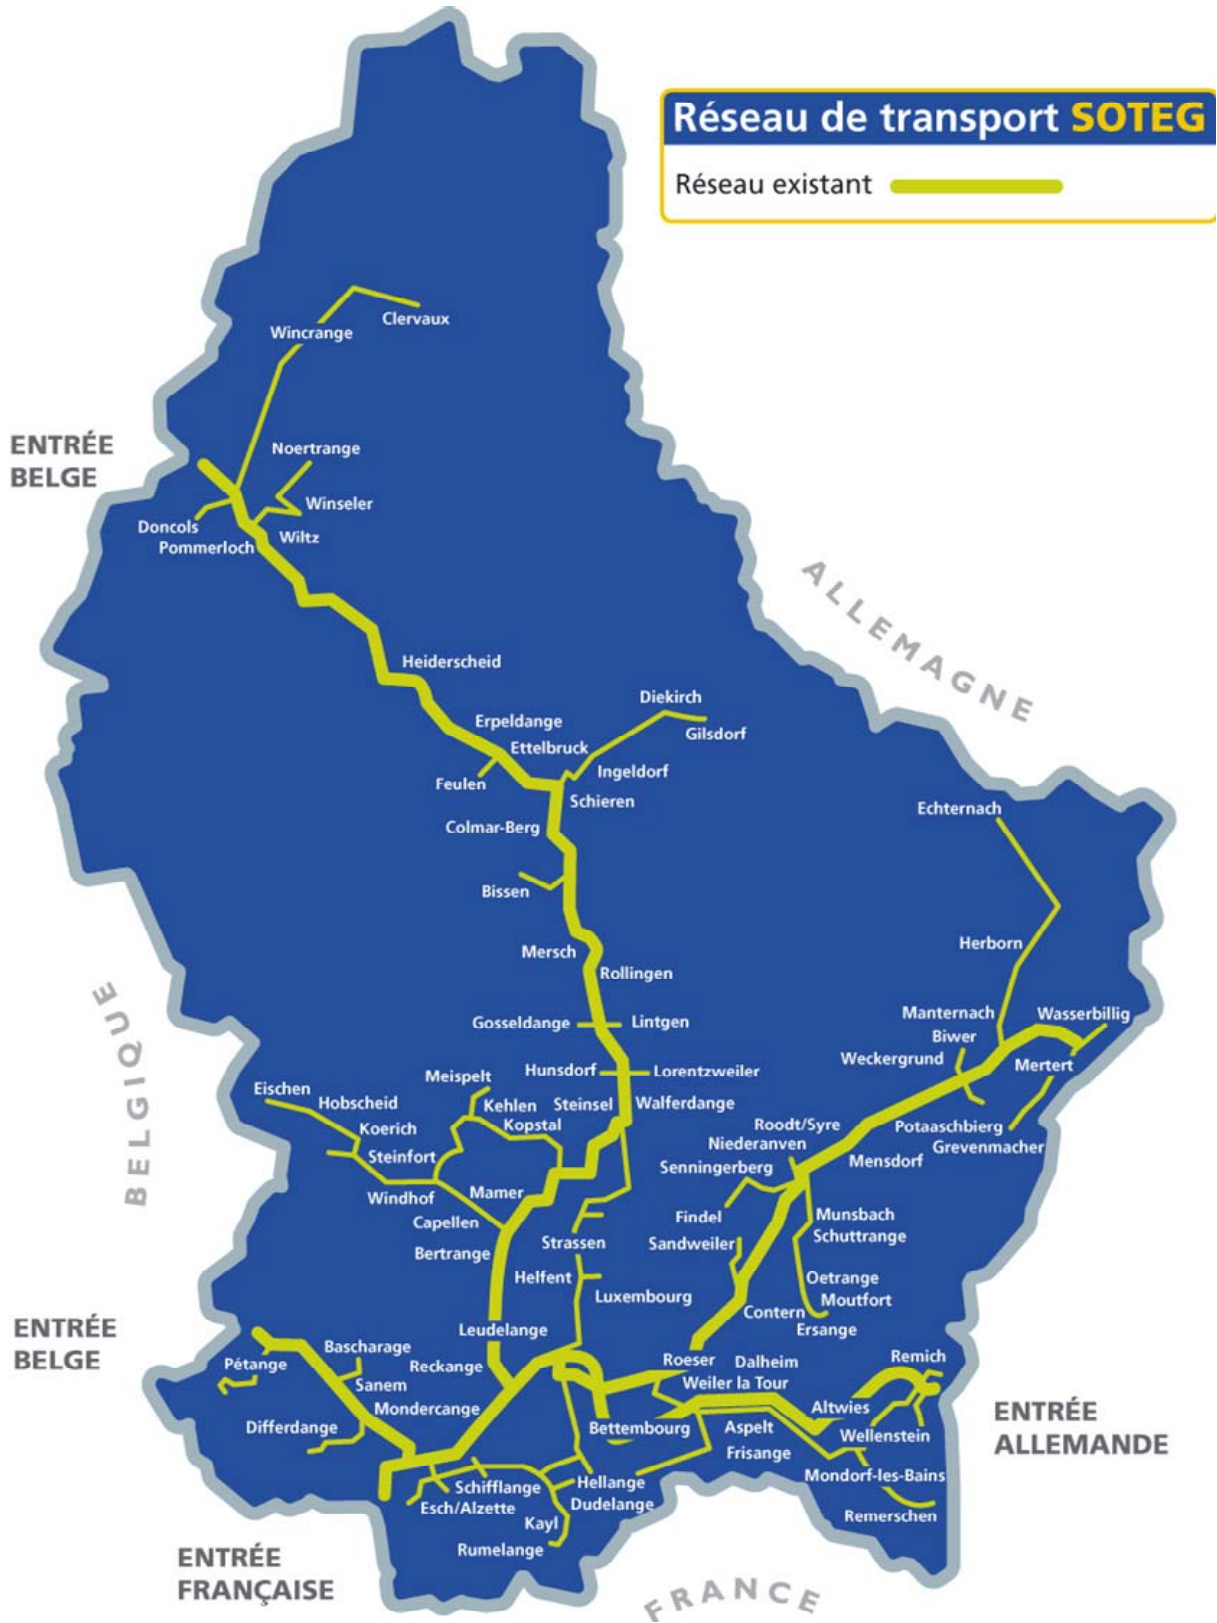 Réseau de transport SOTEG
Réseau existant
Clervaux
Wincrange
ENTRÉE
BELGE
Noertrange
Winseler
Doncols
Wiltz
Pommerloch
ALLEMAGNE
Heiderscheid
Diekirch
Erpeldange
Gilsdorf
Ettelbruck
Ingeldorf
Feulen
Schieren
Echternach
Colmar-Berg
Bissen
Herborn
Mersch
Rollingen
BELGIQUE
Manternach
Wasserbillig
Gosseldange
Lintgen
Biwer
Weckergrund
Mertert
Hunsdorf
Lorentzweiler
Meispelt
Eischen
Hobscheid
Kehlen
Steinsel
Walferdange
Koerich
Kopstal
Roodt/Syre
Potaaschbierg
Niederanven
Grevenmacher
Steinfort
Mensdorf
Senningerberg
Windhof
Mamer
Findel
Munsbach
Capellen
Schuttrange
Strassen
Sandweiler
Bertrange
Helfent
Oetrange
Luxembourg
Moutfort
Contern
Ersange
ENTRÉE
BELGE
Leudelange
Bascharage
Pétange
Reckange
Roeser
Dalheim
Remich
Sanem
Weiler la Tour
Mondercange
Altwies
ENTRÉE
ALLEMANDE
Differdange
Bettembourg
Aspelt
Wellenstein
Frisange
Mondorf-les-Bains
Schifflange
Hellange
Esch/Alzette
Dudelange
Remerschen
Kayl
Rumelange
ENTRÉE
FRANÇAISE
FRANCE